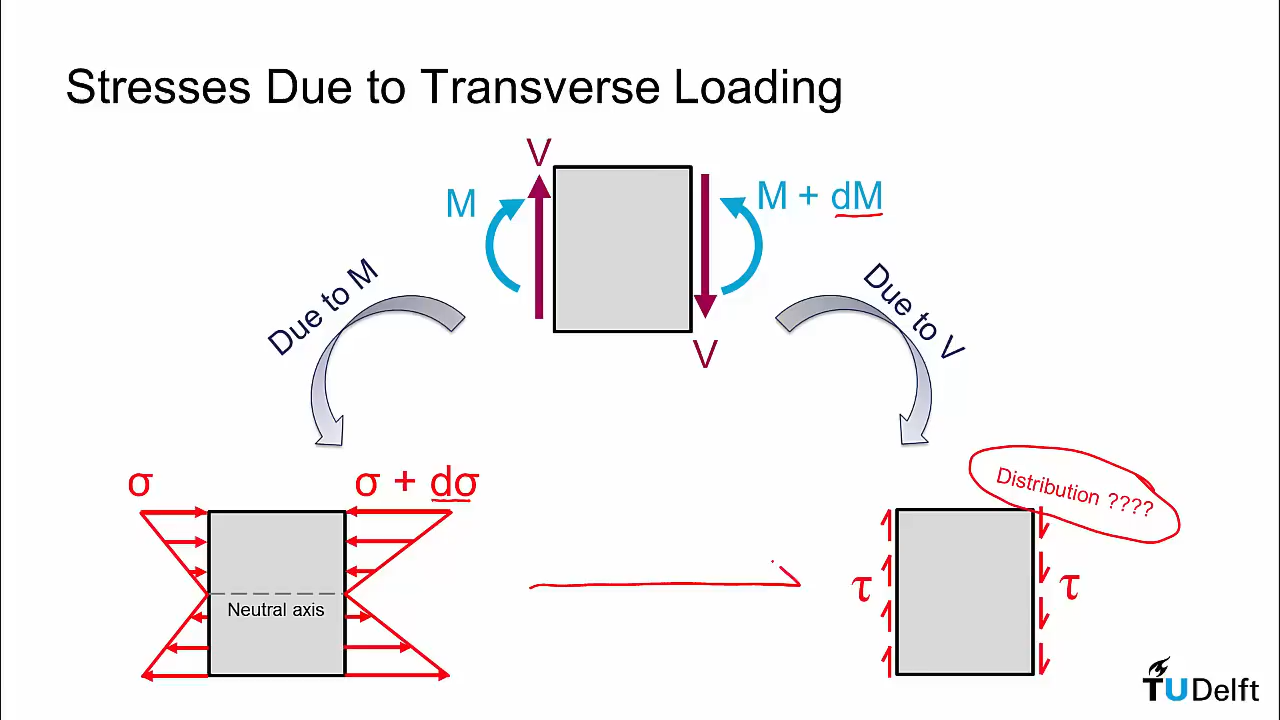 Stresses Due to Transverse Loading
V
M
M + dM
V
Due to M
Due to V
σ
σ + dσ
Distribution ????
Neutral axis
τ
τ
TUDelft